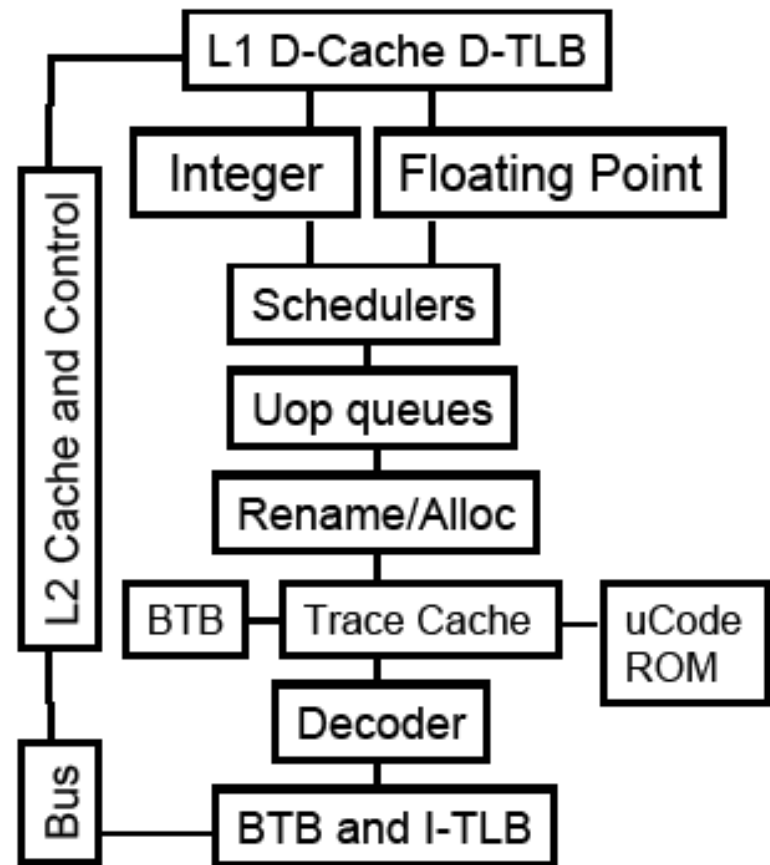 L1 D-Cache D-TLB
Integer
Floating Point
L2 Cache and Control
Schedulers
Uop queues
Rename/Alloc
BTB
Trace Cache
uCode
ROM
Decoder
Bus
BTB and I-TLB